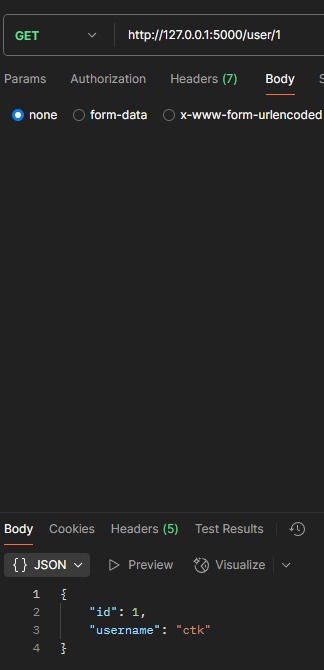 GET http://127.0.0.1:5000/user/1
Params Authorization Headers (7) Body S
none form-data x-www-form-urlencoded
Body Cookies Headers (5) Test Results
{} JSON Preview Visualize
1 {
2 "id": 1,
3 "username": "ctk"
4 }